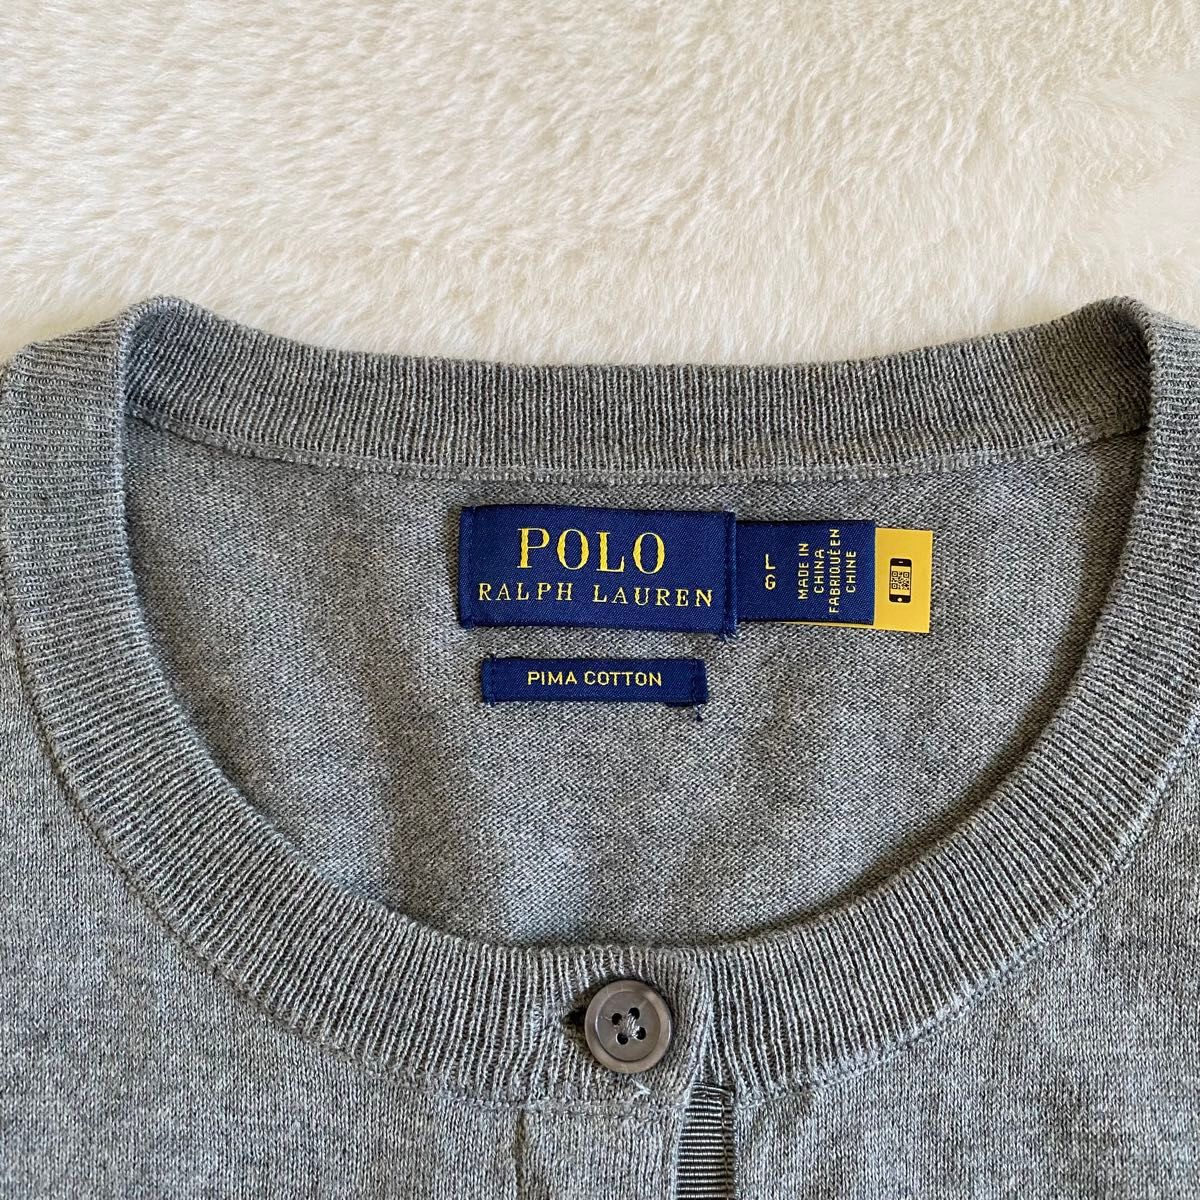 POLO
RALPH LAUREN
L
G
MADE IN
CHINA
FABRIQUÉ EN
CHINE
PIMA COTTON